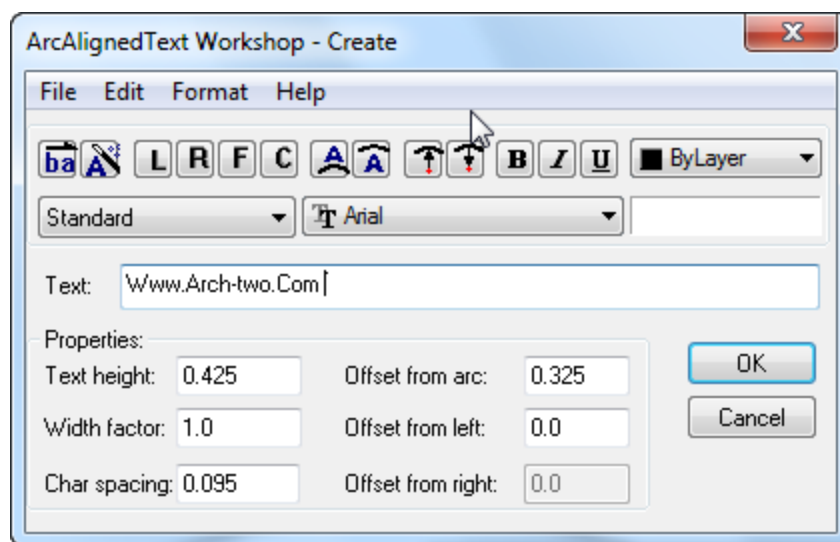 ArcAlignedText Workshop - Create
File Edit Format Help
ba A L R F C A A B I U ByLayer
Standard Tr Arial
Text: Www.Arch-two.Com
Properties:
Text height: 0.425 Offset from arc: 0.325 OK
Width factor: 1.0 Offset from left: 0.0 Cancel
Char spacing: 0.095 Offset from right: 0.0